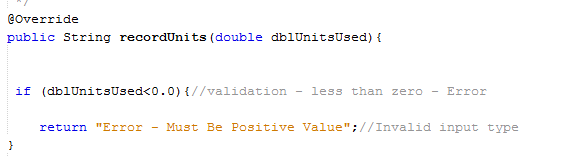 */
@Override
public String recordUnits(double dblUnitsUsed){
if (dblUnitsUsed<0.0){//validation - less than zero - Error
return "Error - Must Be Positive Value";//Invalid input type
}